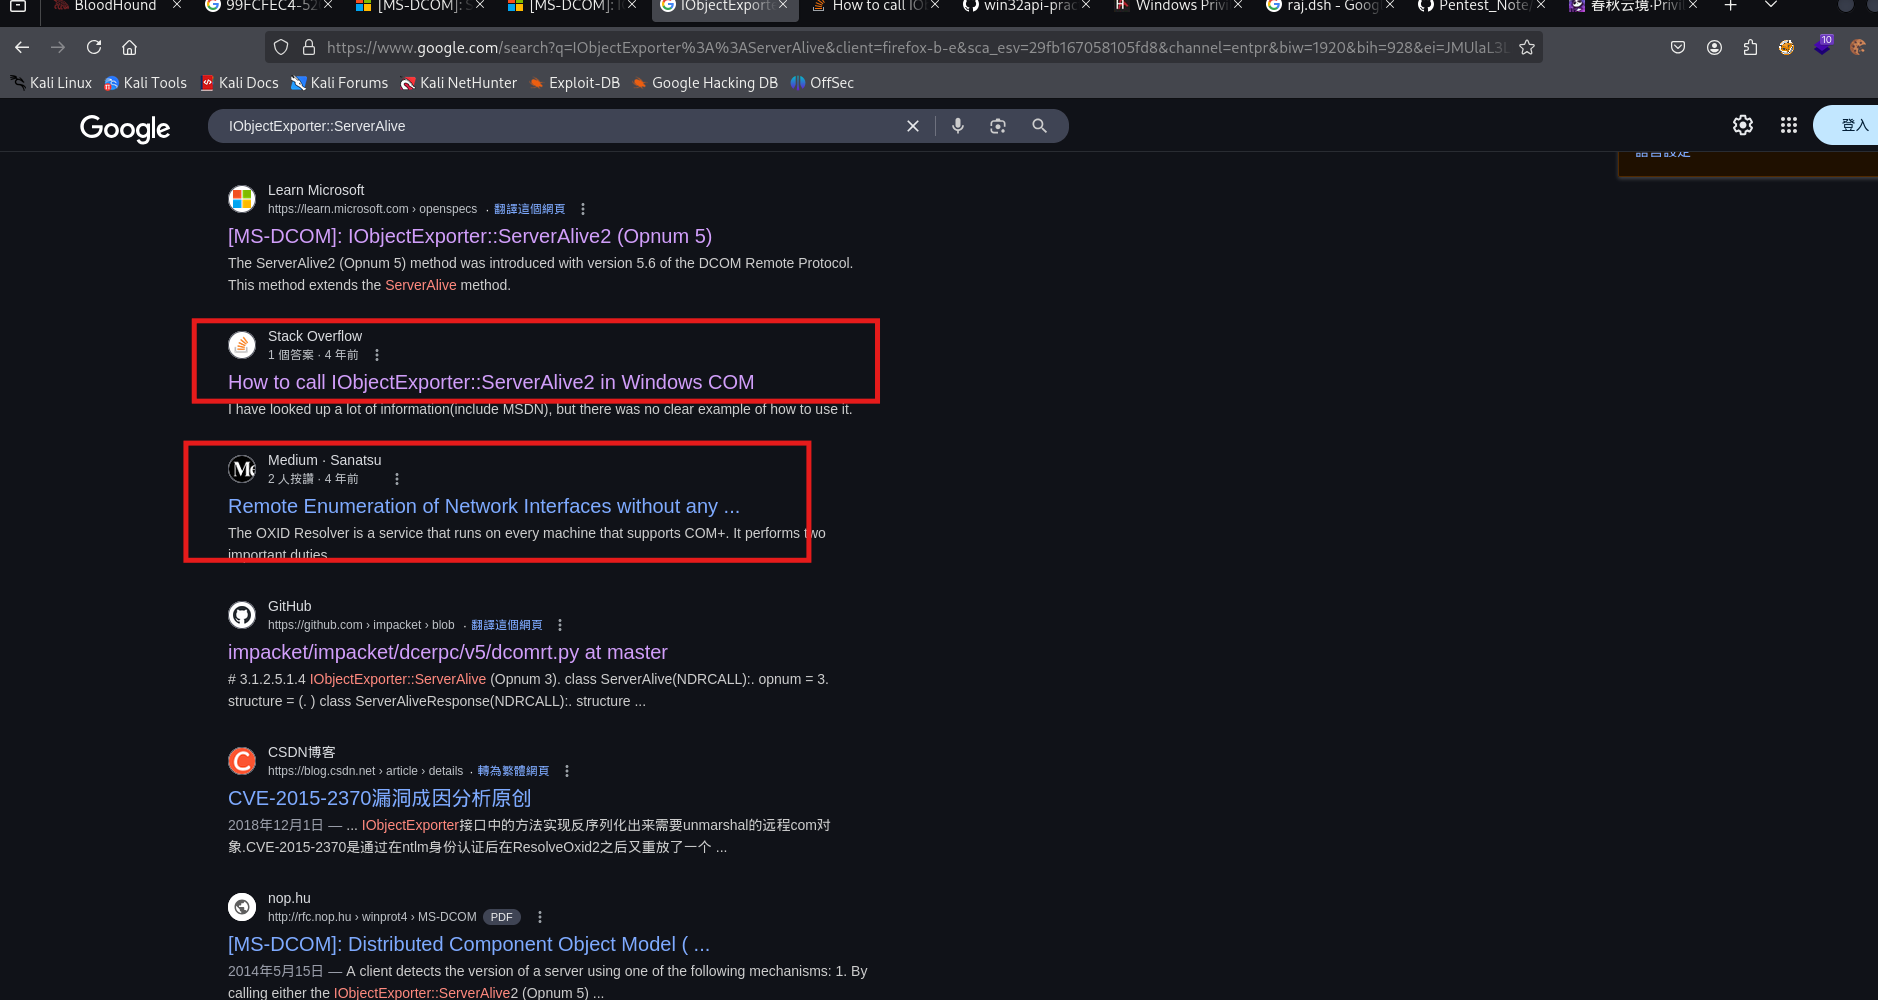 BloodHound
99FCFEC4-52
[MS-DCOM]: S
[MS-DCOM]: I
IObjectExporte
How to call IO
win32api-prac
Windows Privi
raj.dsh - Googl
Pentest_Note/
春秋云境·Privil
https://www.google.com/search?q=IObjectExporter%3A%3AServerAlive&client=firefox-b-e&sca_esv=29fb167058105fd8&channel=entpr&biw=1920&bih=928&ei=JMUlaL3L
10
Kali Linux
Kali Tools
Kali Docs
Kali Forums
Kali NetHunter
Exploit-DB
Google Hacking DB
OffSec
Google
IObjectExporter::ServerAlive
登入
語言設定
Learn Microsoft
https://learn.microsoft.com › openspecs · 翻譯這個網頁
[MS-DCOM]: IObjectExporter::ServerAlive2 (Opnum 5)
The ServerAlive2 (Opnum 5) method was introduced with version 5.6 of the DCOM Remote Protocol.
This method extends the ServerAlive method.
Stack Overflow
1 個答案 · 4 年前
How to call IObjectExporter::ServerAlive2 in Windows COM
I have looked up a lot of information(include MSDN), but there was no clear example of how to use it.
Medium · Sanatsu
2 人按讚 · 4 年前
Remote Enumeration of Network Interfaces without any ...
The OXID Resolver is a service that runs on every machine that supports COM+. It performs two
important duties
GitHub
https://github.com › impacket › blob · 翻譯這個網頁
impacket/impacket/dcerpc/v5/dcomrt.py at master
# 3.1.2.5.1.4 IObjectExporter::ServerAlive (Opnum 3). class ServerAlive(NDRCALL):. opnum = 3.
structure = (. ) class ServerAliveResponse(NDRCALL):. structure ...
CSDN博客
https://blog.csdn.net › article › details · 轉為繁體網頁
CVE-2015-2370漏洞成因分析原创
2018年12月1日 — ... IObjectExporter接口中的方法实现反序列化出来需要unmarshal的远程com对
象.CVE-2015-2370是通过在ntlm身份认证后在ResolveOxid2之后又重放了一个 ...
nop.hu
http://rfc.nop.hu › winprot4 › MS-DCOM PDF
[MS-DCOM]: Distributed Component Object Model ( ...
2014年5月15日 — A client detects the version of a server using one of the following mechanisms: 1. By
calling either the IObjectExporter::ServerAlive2 (Opnum 5) ...